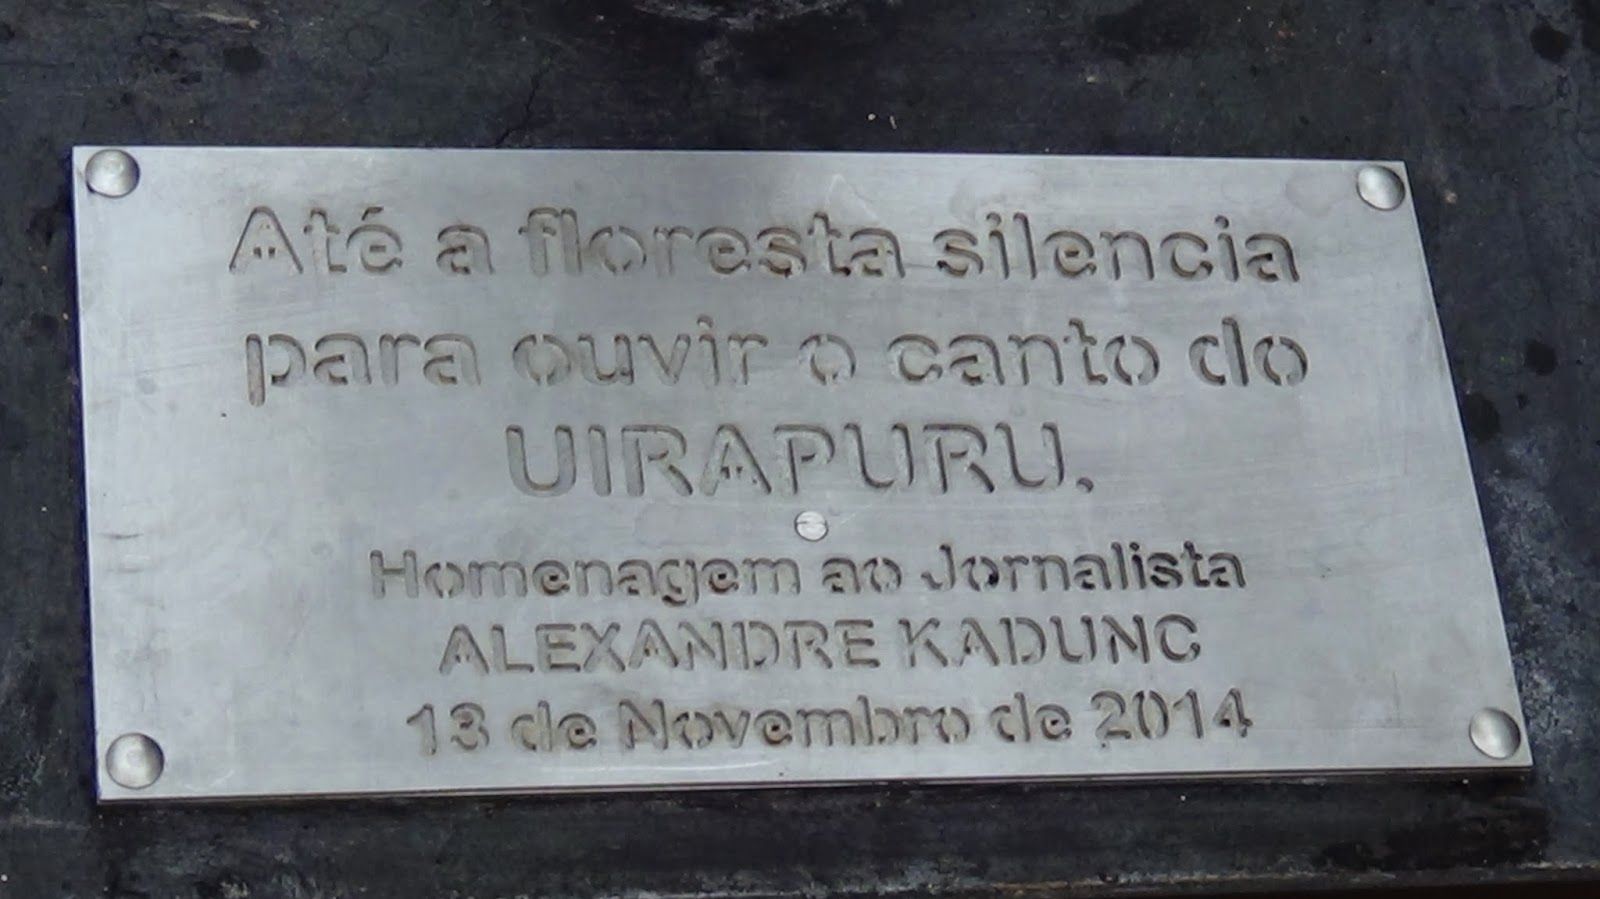 Até a floresta silencia
para ouvir o canto do
UIRAPURU.
Homenagem ao Jornalista
ALEXANDRE KADUNC
13 de Novembro de 2014